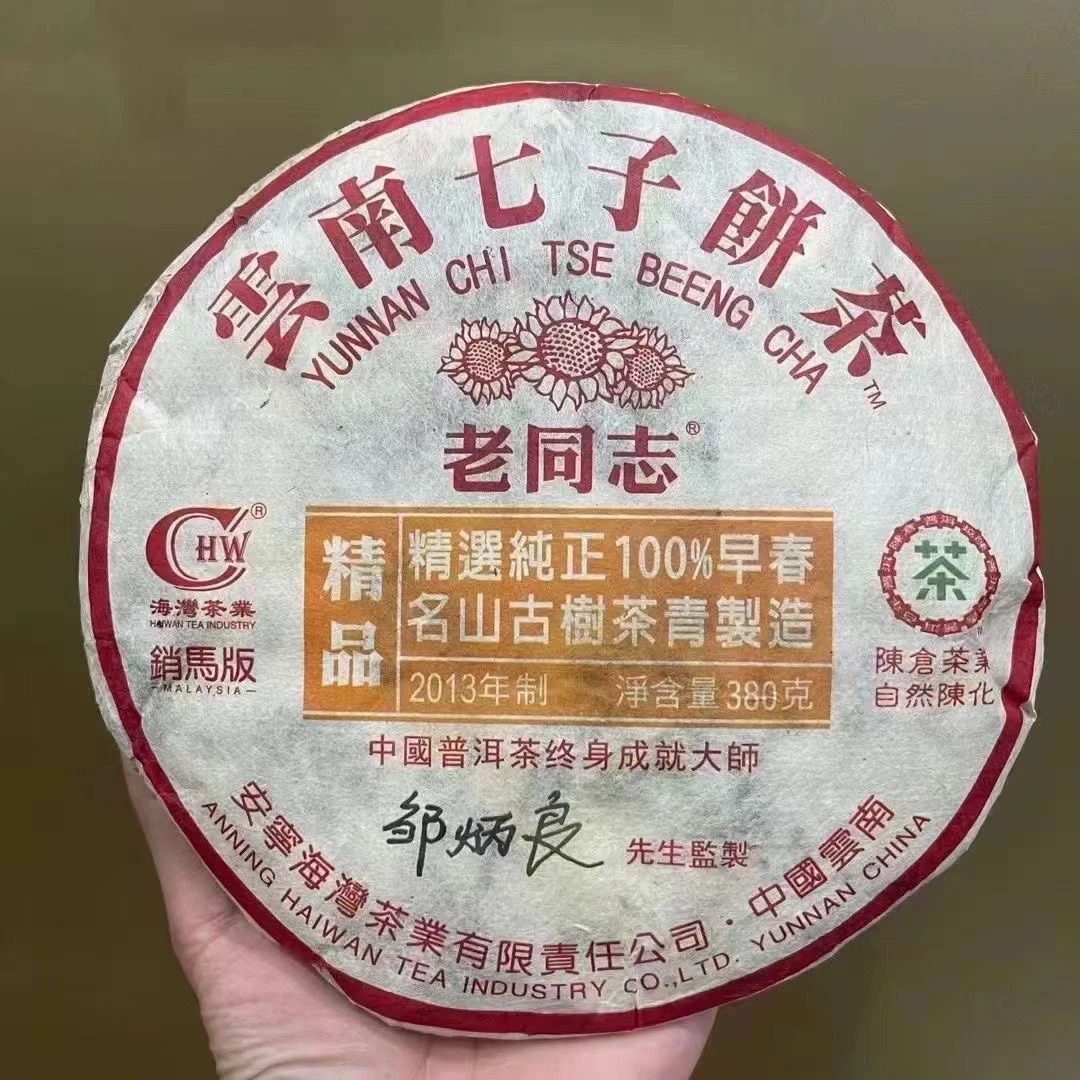 雲南七子餅茶™
YUNNAN CHI TSE BEENG CHA
老同志®
CHW®
海灣茶業
HAIWAN TEA INDUSTRY
銷馬版
MALAYSIA
精品
精選純正100%早春
名山古樹茶青製造
2013年制 淨含量380克
茶
陳倉茶業
自然陳化
中國普洱茶终身成就大師
邹炳良 先生監製
安寧海灣茶業有限責任公司·中國雲南
ANNING HAIWAN TEA INDUSTRY CO.,LTD. YUNNAN CHINA